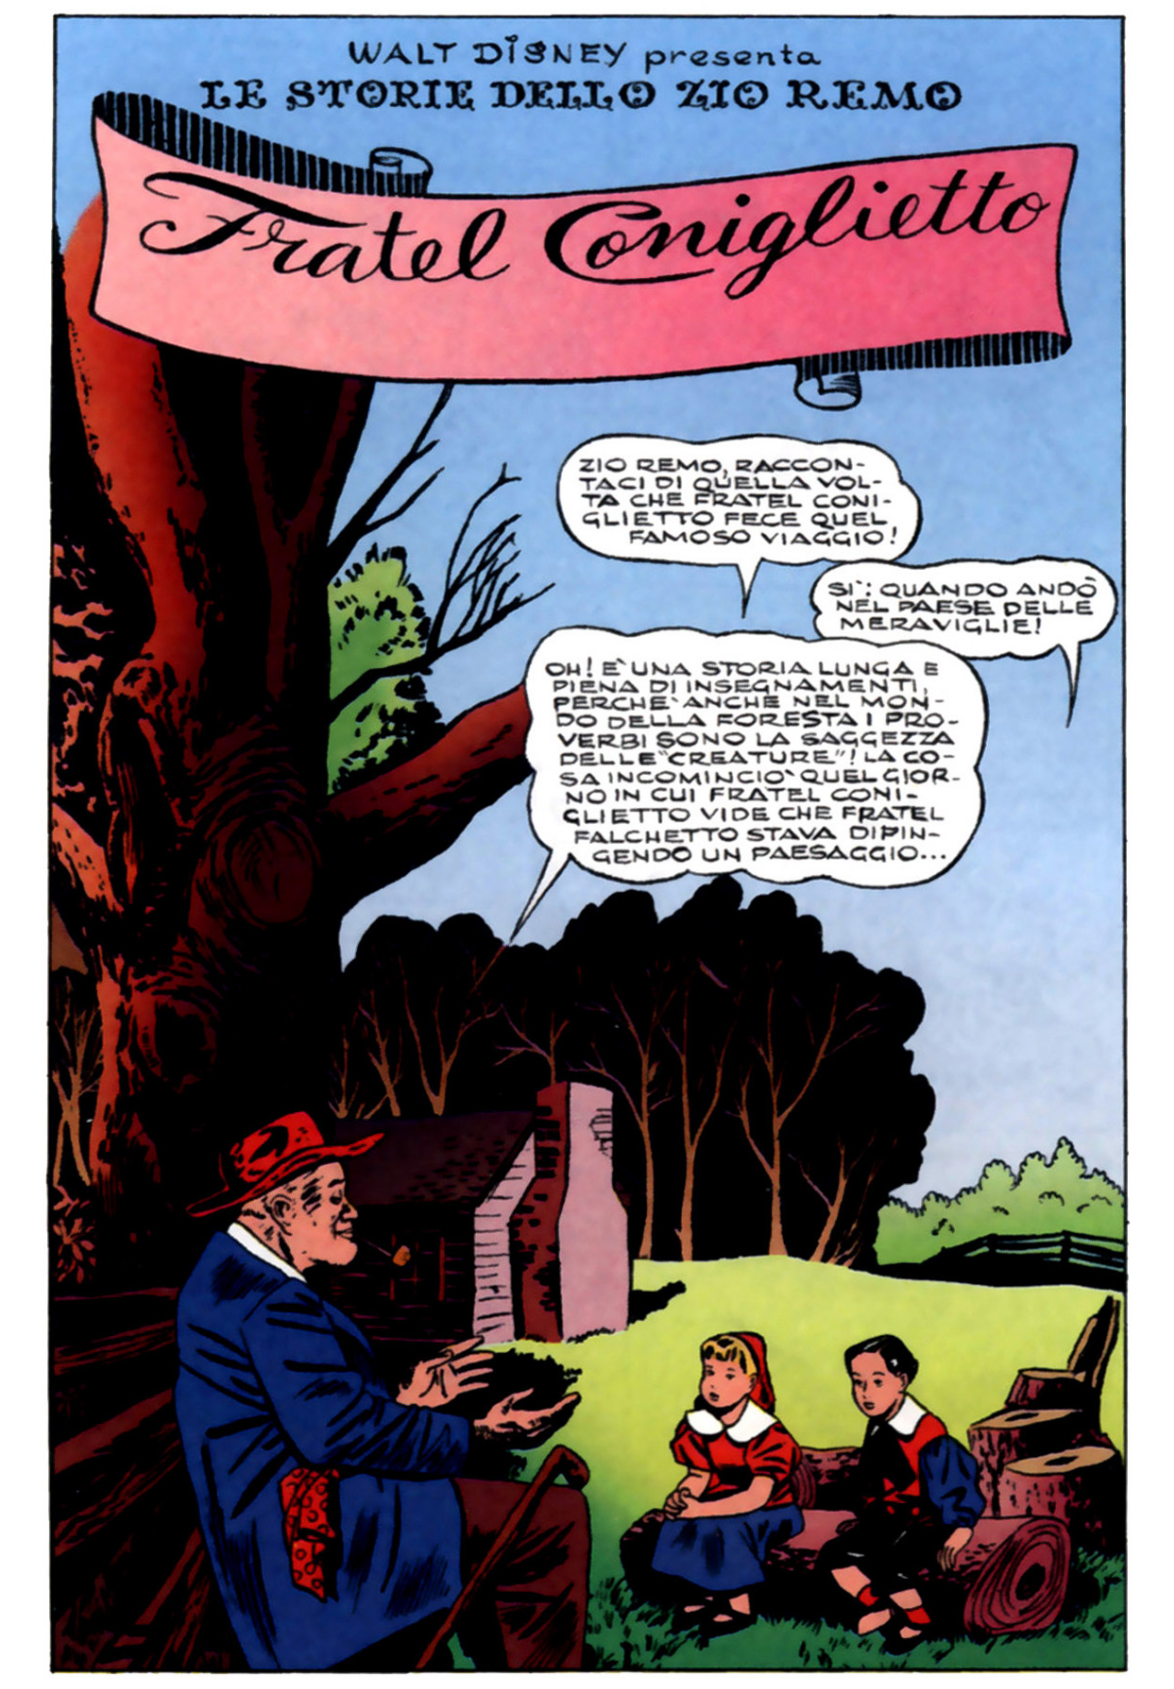 WALT DISNEY presenta
LE STORIE DELLO ZIO REMO
Fratel Coniglietto
ZIO REMO, RACCON-
TACI DI QUELLA VOL-
TA CHE FRATEL CONI-
GLIETTO FECE QUEL
FAMOSO VIAGGIO!
SI': QUANDO ANDÒ
NEL PAESE DELLE
MERAVIGLIE!
OH! E' UNA STORIA LUNGA E
PIENA DI INSEGNAMENTI,
PERCHE' ANCHE NEL MON-
DO DELLA FORESTA I PRO-
VERBI SONO LA SAGGEZZA
DELLE "CREATURE"! LA CO-
SA INCOMINCIO' QUEL GIOR-
NO IN CUI FRATEL CONI-
GLIETTO VIDE CHE FRATEL
FALCHETTO STAVA DIPIN-
GENDO UN PAESAGGIO...